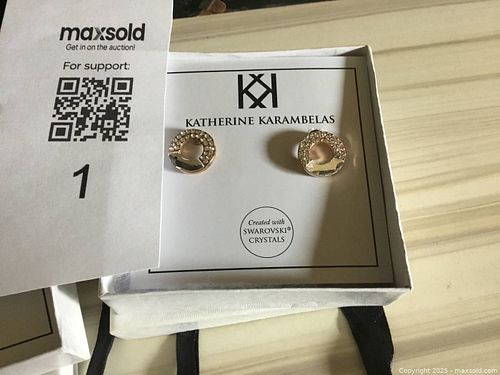 maxsold
Get in on the auction!
For support:
1
KK
KATHERINE KARAMBELAS
Created with
SWAROVSKI®
CRYSTALS
Copyright 2025 - maxsold.com